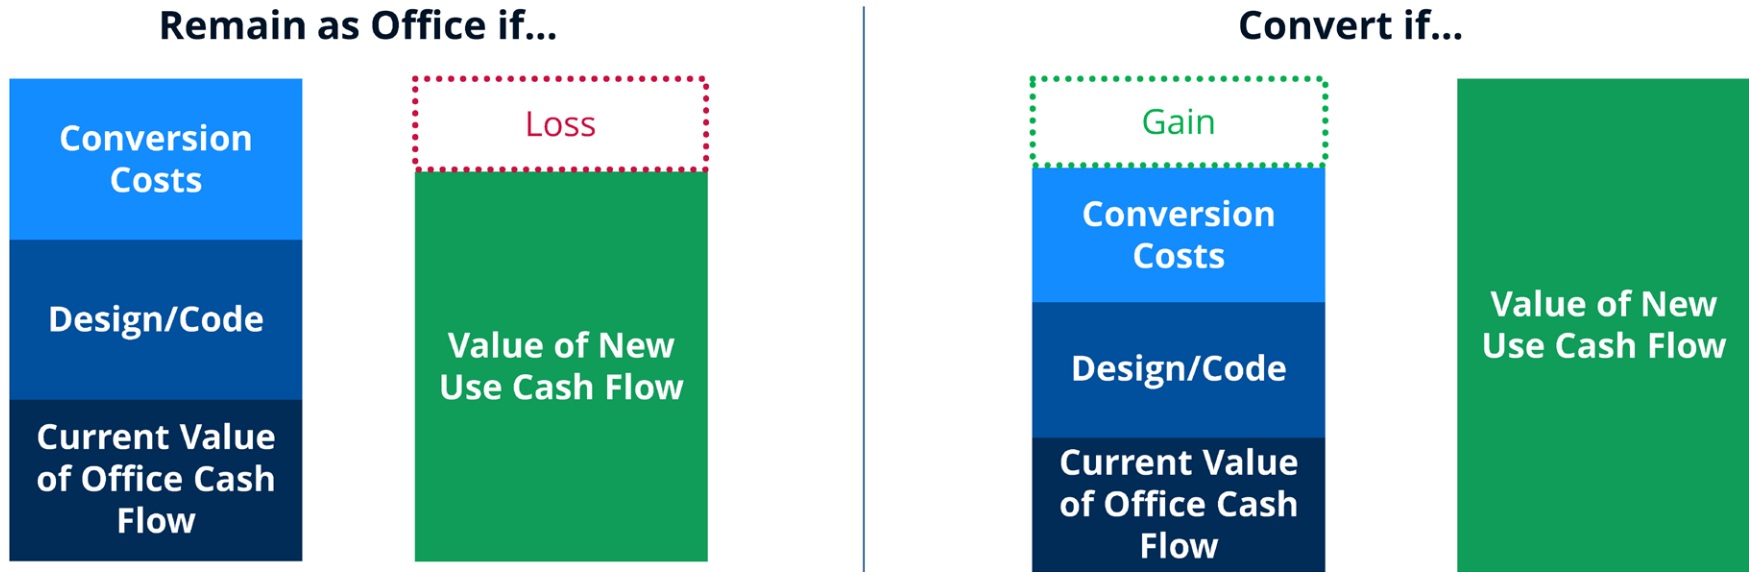 Remain as Office if...
Conversion
Costs
Design/Code
Current Value
of Office Cash
Flow
Loss
Value of New
Use Cash Flow
Convert if...
Gain
Conversion
Costs
Design/Code
Current Value
of Office Cash
Flow
Value of New
Use Cash Flow